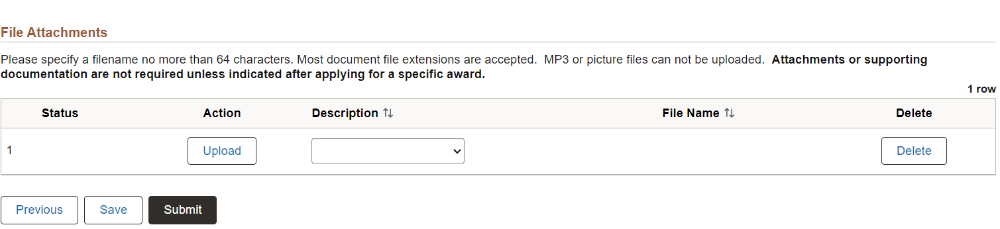 File Attachments
Please specify a filename no more than 64 characters. Most document file extensions are accepted.  MP3 or picture files can not be uploaded.  Attachments or supporting
documentation are not required unless indicated after applying for a specific award.
1 row
Status Action Description File Name Delete
1 Upload Delete
Previous Save Submit